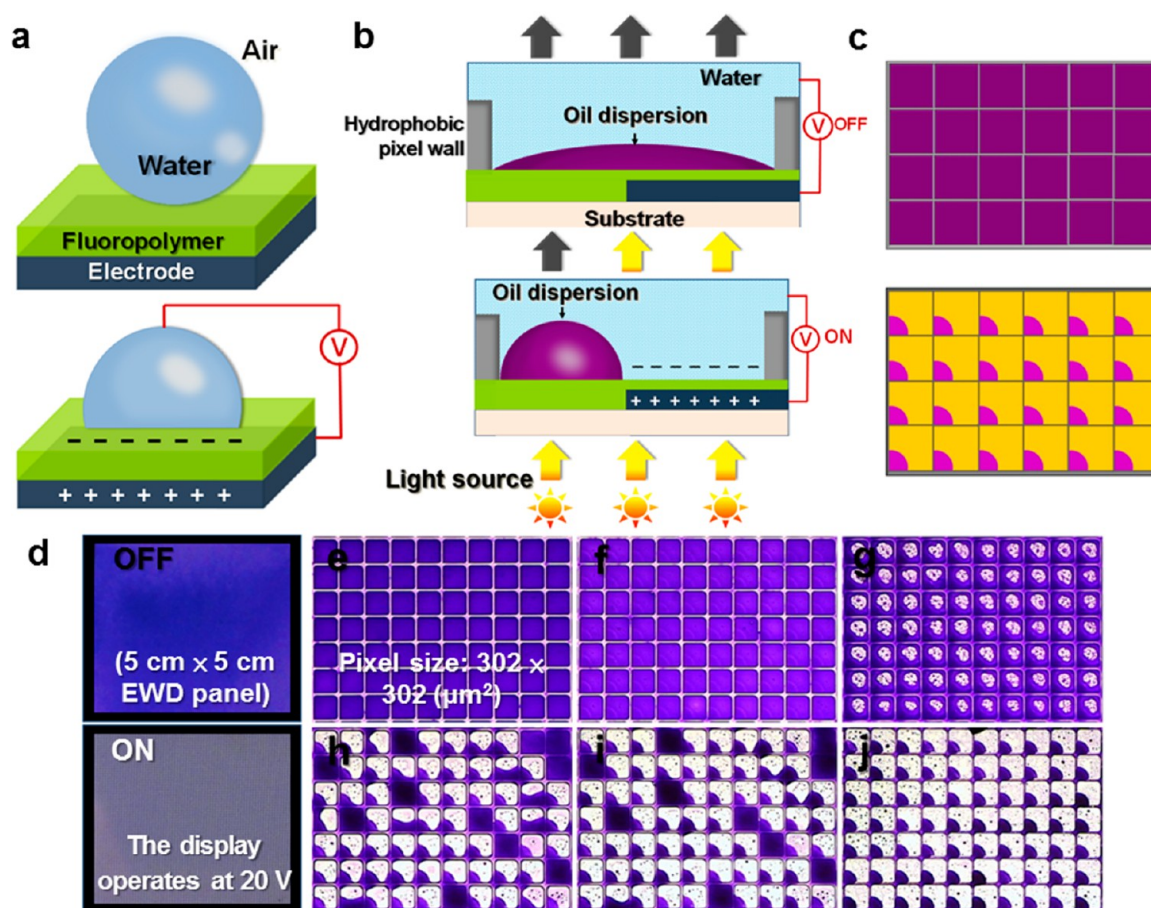 a
Air
Water
Fluoropolymer
Electrode
V
– – – – – – –
+ + + + + + +
b
Water
Oil dispersion
Hydrophobic
pixel wall
V OFF
Substrate
Oil dispersion
V ON
– – – – – – – –
+ + + + + + +
Light source
c
d
OFF
(5 cm × 5 cm
EWD panel)
ON
The display
operates at 20 V
e
Pixel size: 302 ×
302 (μm²)
f
g
h
i
j